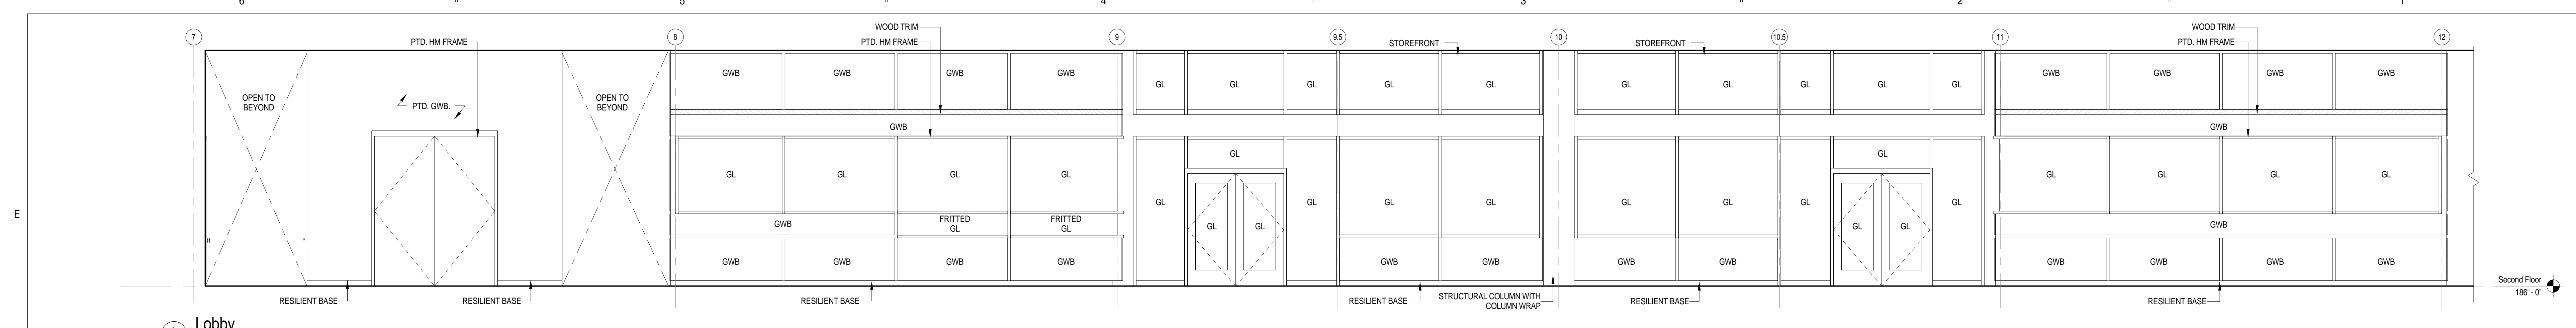 6 5 4 3 2 1
WOOD TRIM WOOD TRIM
7 PTD. HM FRAME 8 PTD. HM FRAME 9 9.5 STOREFRONT 10 STOREFRONT 10.5 11 PTD. HM FRAME 12
GWB GWB GWB GWB GWB GWB GWB GWB
GL GL GL GL GL GL GL GL GL GL
OPEN TO
BEYOND
PTD. GWB.
OPEN TO
BEYOND
GWB GWB
GL GL
GL GL GL GL GL GL GL GL
GL GL GL GL GL GL GL GL
E
GWB
FRITTED
GL
FRITTED
GL
GL GL GL GL
GWB
GWB GWB GWB GWB GWB GWB GWB GWB GWB GWB GWB GWB
Second Floor
186' - 0"
RESILIENT BASE RESILIENT BASE RESILIENT BASE RESILIENT BASE
STRUCTURAL COLUMN WITH
COLUMN WRAP
RESILIENT BASE RESILIENT BASE
Lobby